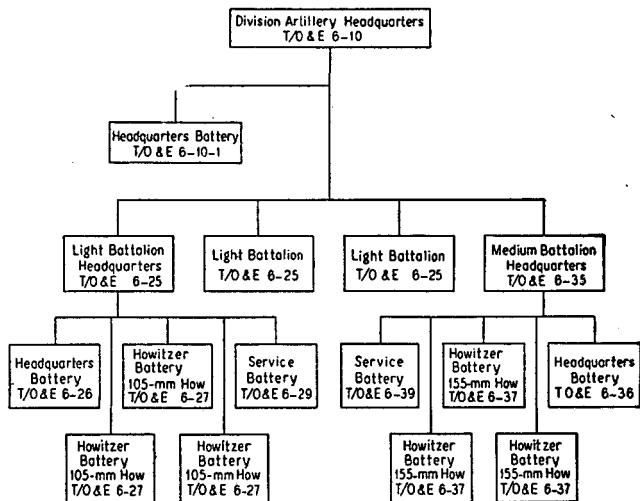 Division Artillery Headquarters
T/O & E 6-10
Headquarters Battery
T/O & E 6-10-1
Light Battalion
Headquarters
T/O & E 6-25
Light Battalion
T/O & E 6-25
Light Battalion
T/O & E 6-25
Medium Battalion
Headquarters
T/O & E 6-35
Headquarters
Battery
T/O & E 6-26
Howitzer
Battery
105-mm How
T/O & E 6-27
Service
Battery
T/O & E 6-29
Service
Battery
T/O & E 6-39
Howitzer
Battery
155-mm How
T/O & E 6-37
Headquarters
Battery
T O & E 6-36
Howitzer
Battery
105-mm How
T/O & E 6-27
Howitzer
Battery
105-mm How
T/O & E 6-27
Howitzer
Battery
155-mm How
T/O & E 6-37
Howitzer
Battery
155-mm How
T/O & E 6-37